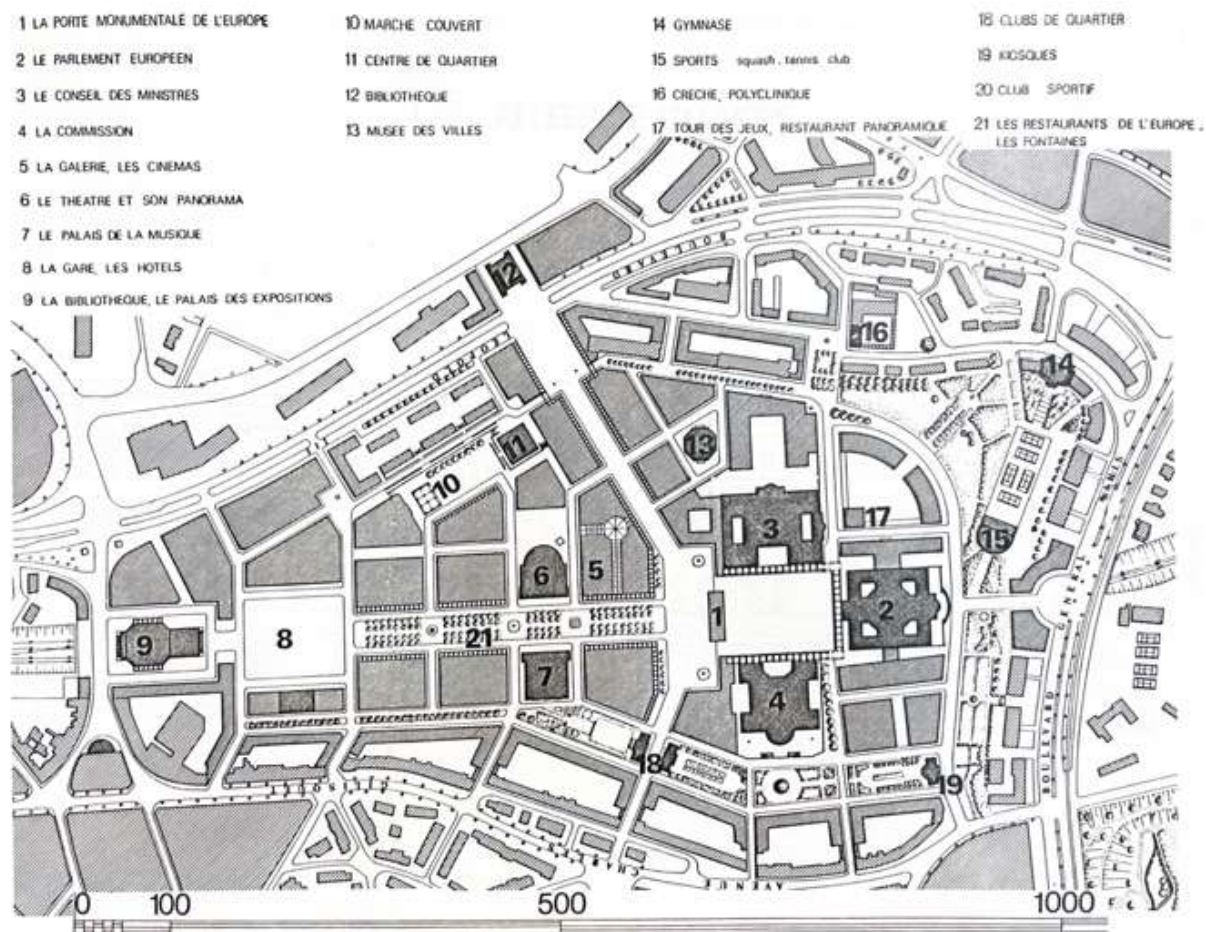 1 LA PORTE MONUMENTALE DE L'EUROPE
2 LE PARLEMENT EUROPEEN
3 LE CONSEIL DES MINISTRES
4 LA COMMISSION
5 LA GALERIE, LES CINEMAS
6 LE THEATRE ET SON PANORAMA
7 LE PALAIS DE LA MUSIQUE
8 LA GARE, LES HOTELS
9 LA BIBLIOTHEQUE, LE PALAIS DES EXPOSITIONS
10 MARCHE COUVERT
11 CENTRE DE QUARTIER
12 BIBLIOTHEQUE
13 MUSEE DES VILLES
14 GYMNASE
15 SPORTS squash, tennis club
16 CRECHE, POLYCLINIQUE
17 TOUR DES JEUX, RESTAURANT PANORAMIQUE
18 CLUBS DE QUARTIER
19 KIOSQUES
20 CLUB SPORTIF
21 LES RESTAURANTS DE L'EUROPE,
LES FONTAINES
12
BOULEVARD
16
14
11
13
10
3
17
15
6
5
1
2
9
8
21
7
4
GENERAL
18
19
BOULEVARD
AVENUE
0 100 500 1000